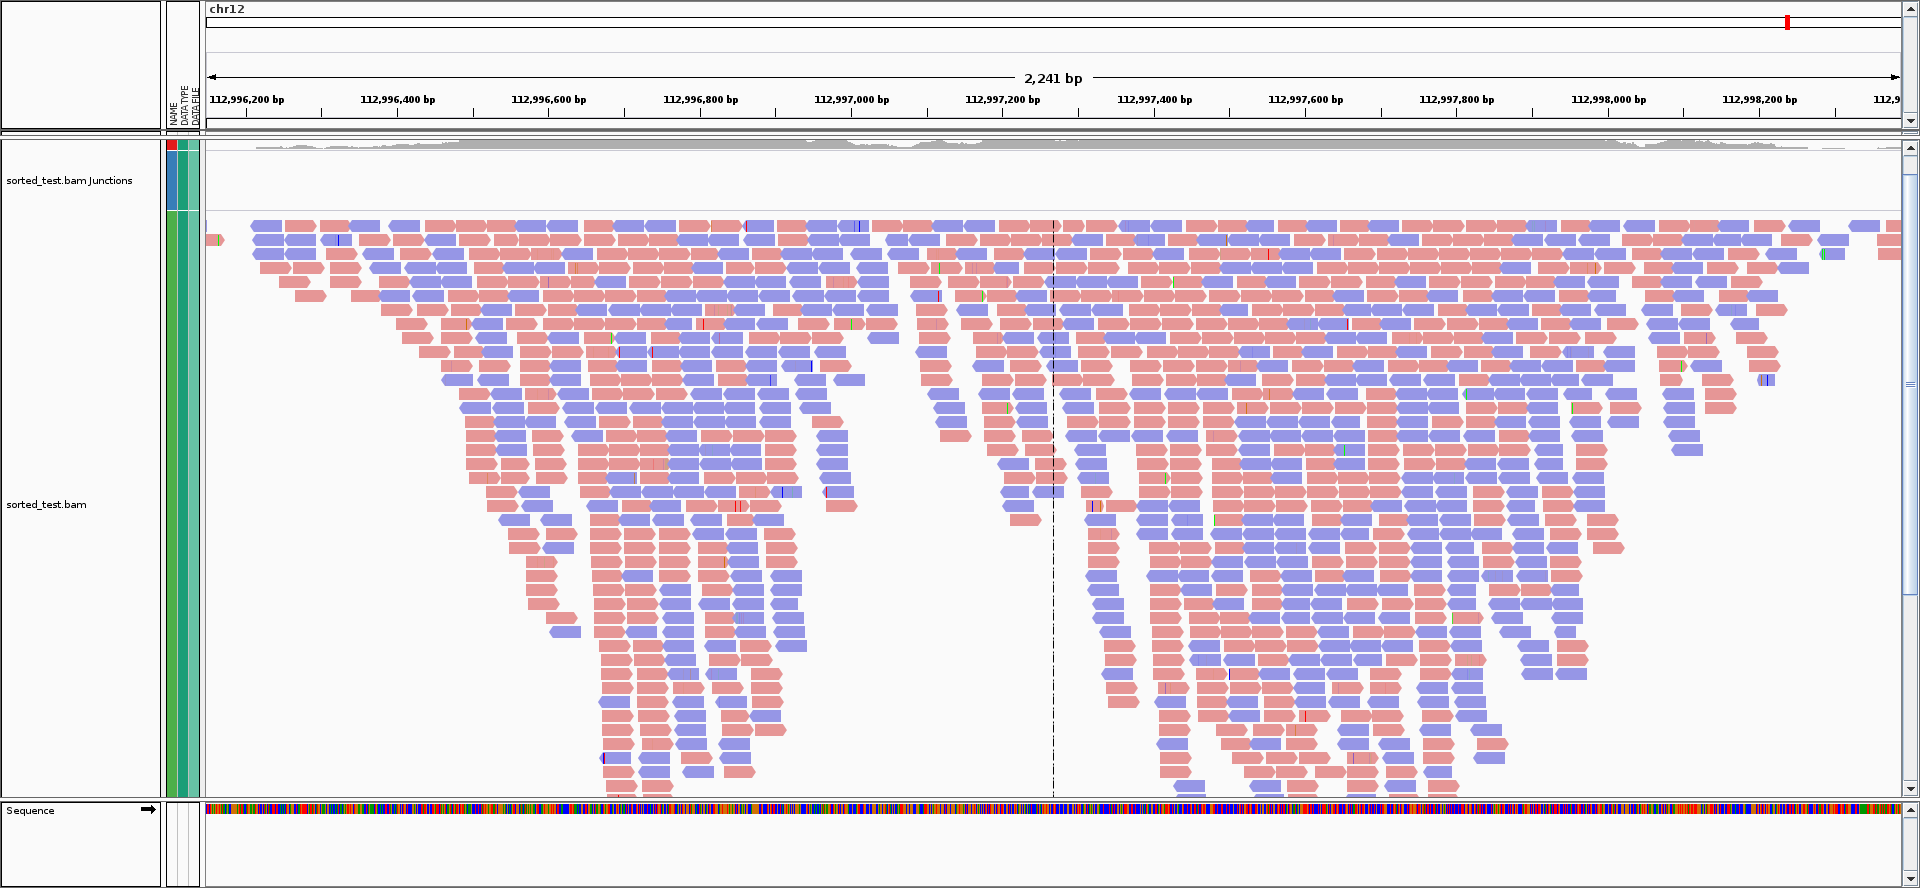 chr12
2,241 bp
112,996,200 bp 112,996,400 bp 112,996,600 bp 112,996,800 bp 112,997,000 bp 112,997,200 bp 112,997,400 bp 112,997,600 bp 112,997,800 bp 112,998,000 bp 112,998,200 bp 112,9
NAME
DATA TYPE
DATA FILE
sorted_test.bam Junctions
sorted_test.bam
Sequence